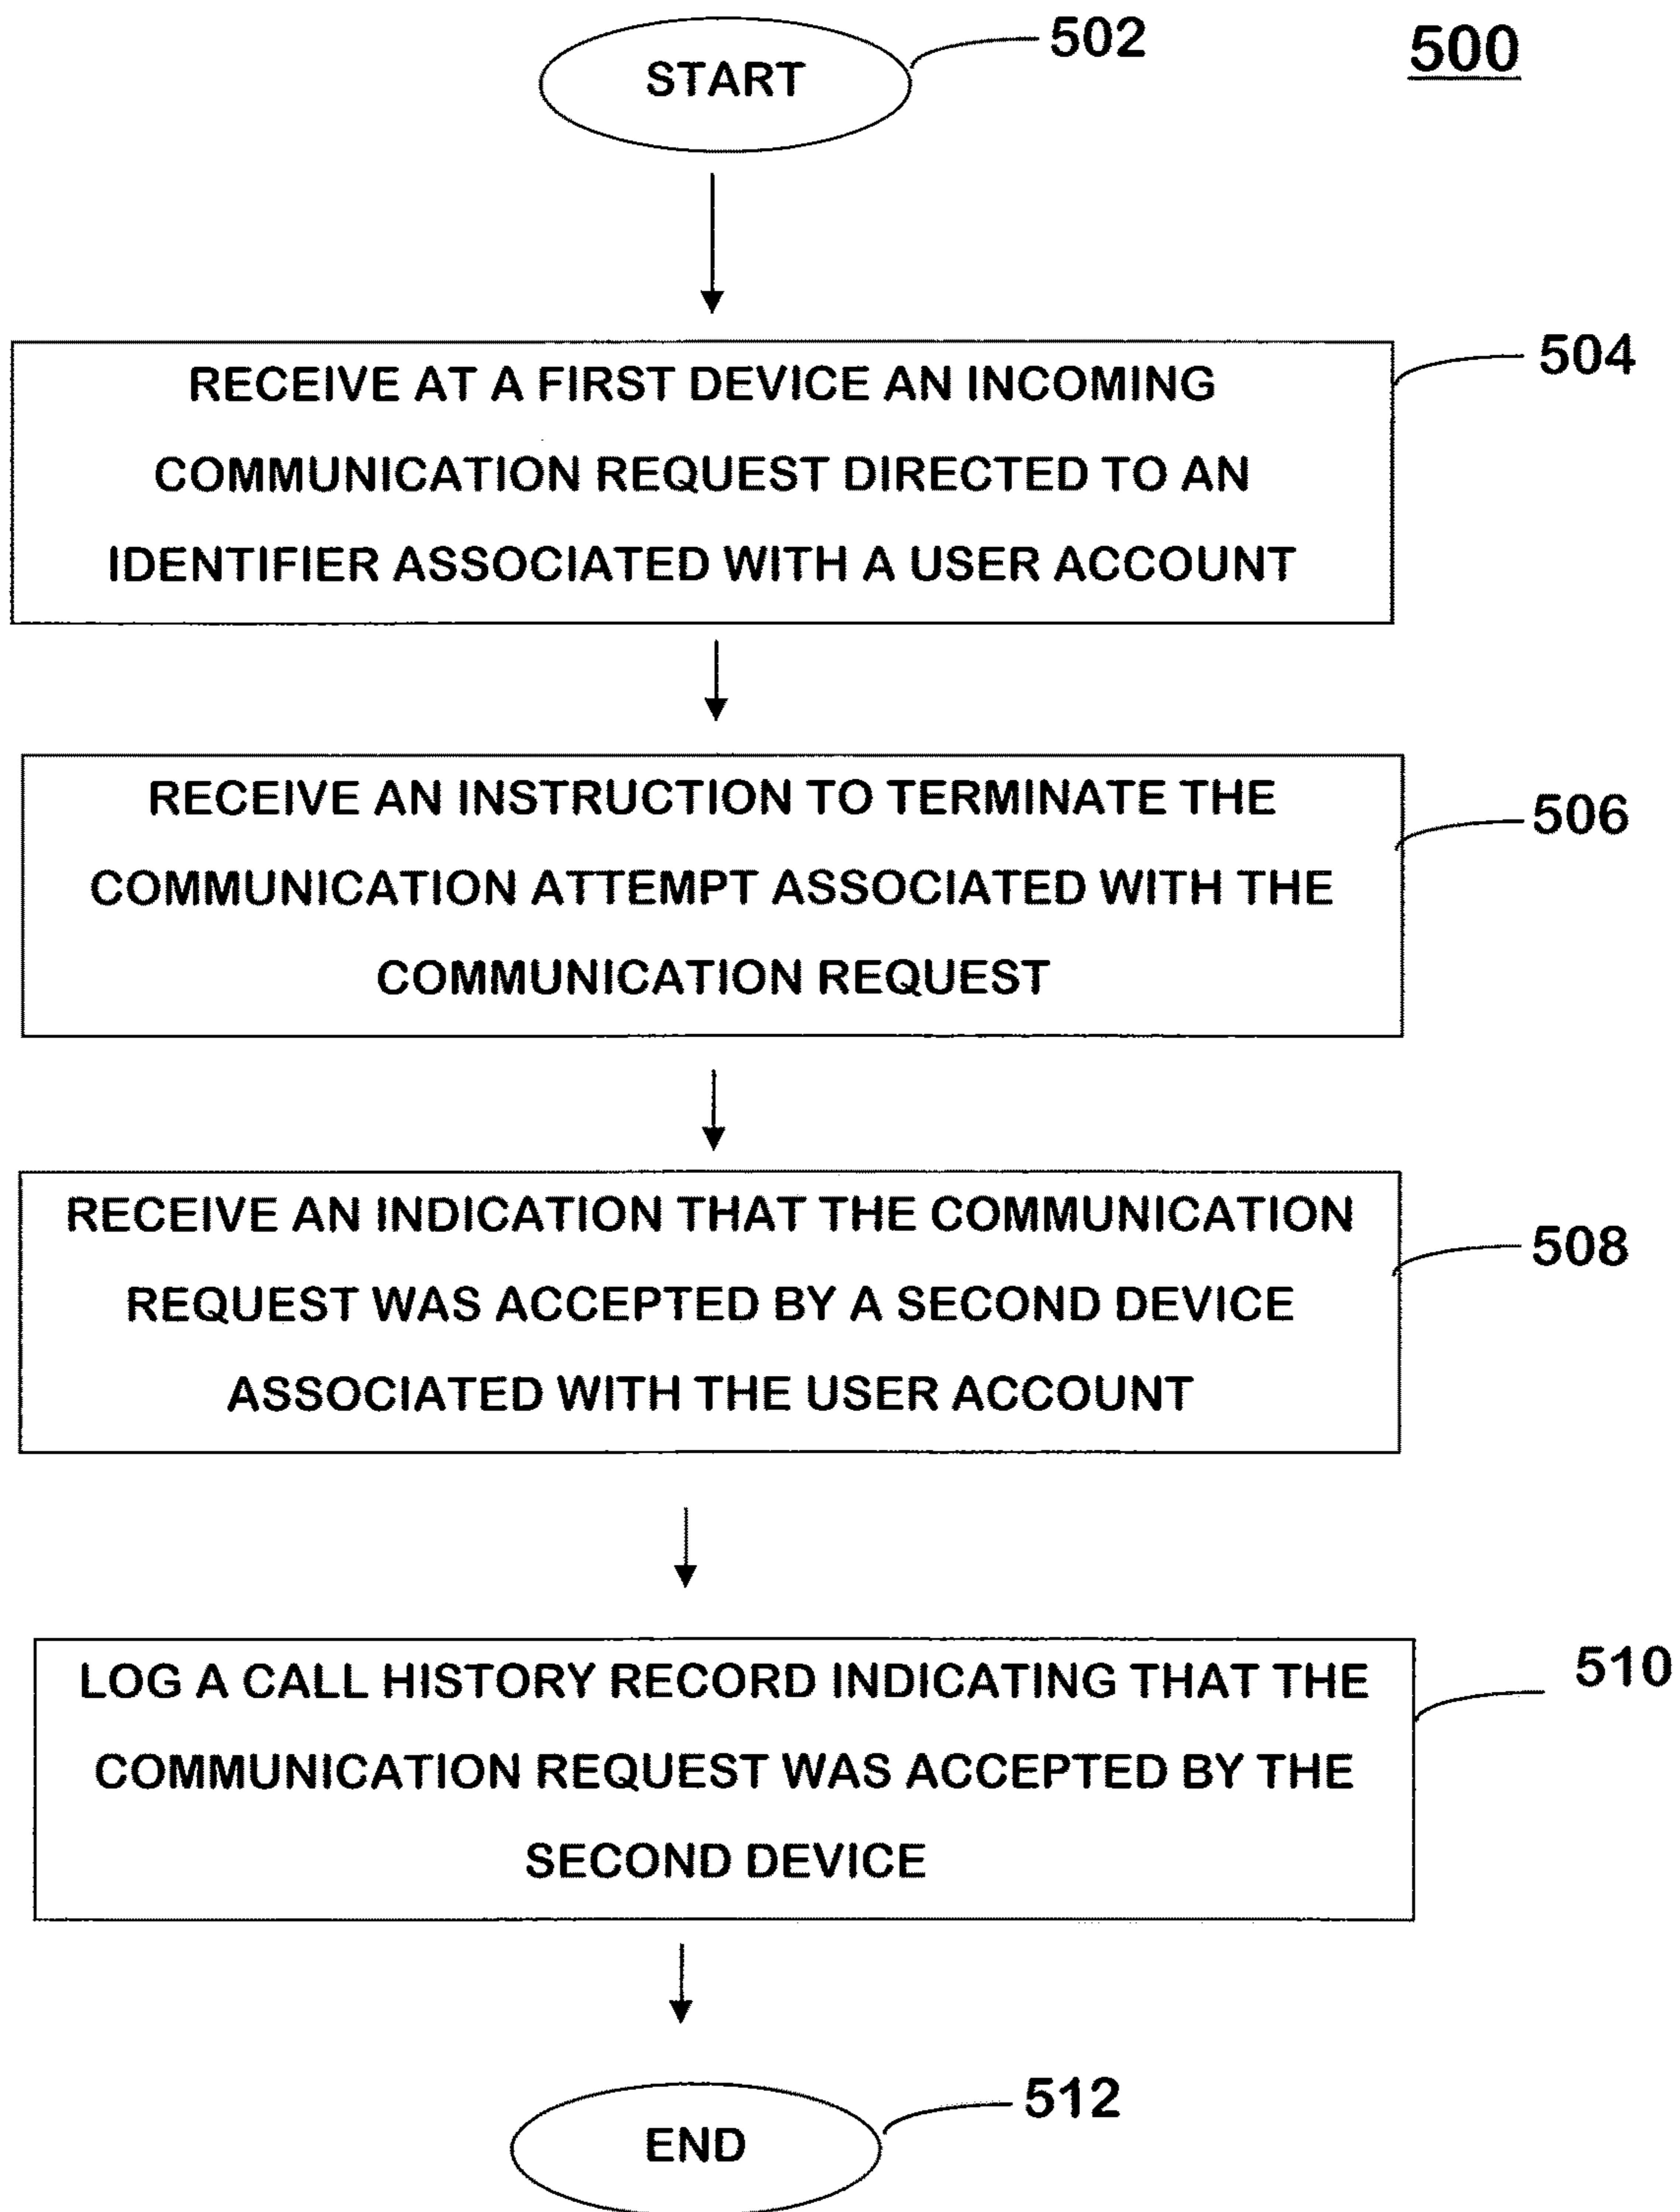 START
502
500
RECEIVE AT A FIRST DEVICE AN INCOMING
COMMUNICATION REQUEST DIRECTED TO AN
IDENTIFIER ASSOCIATED WITH A USER ACCOUNT
504
RECEIVE AN INSTRUCTION TO TERMINATE THE
COMMUNICATION ATTEMPT ASSOCIATED WITH THE
COMMUNICATION REQUEST
506
RECEIVE AN INDICATION THAT THE COMMUNICATION
REQUEST WAS ACCEPTED BY A SECOND DEVICE
ASSOCIATED WITH THE USER ACCOUNT
508
LOG A CALL HISTORY RECORD INDICATING THAT THE
COMMUNICATION REQUEST WAS ACCEPTED BY THE
SECOND DEVICE
510
END
512